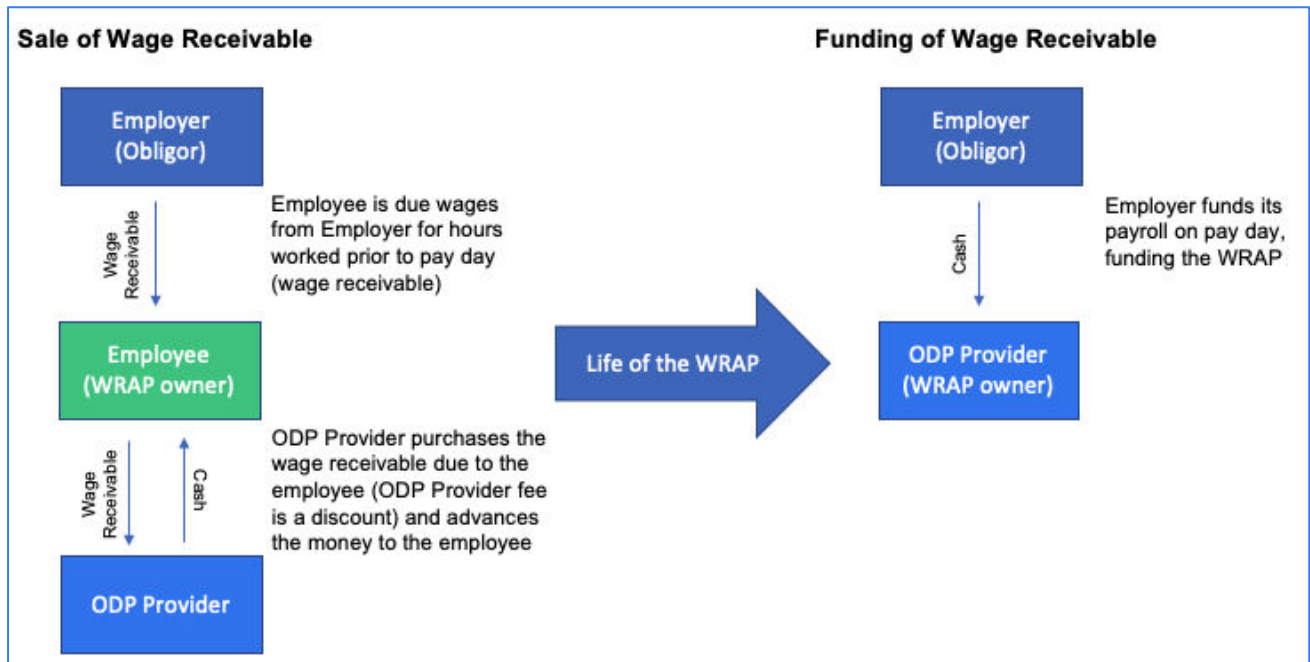 Sale of Wage Receivable
Employer
(Obligor)
Wage
Receivable
Employee is due wages
from Employer for hours
worked prior to pay day
(wage receivable)
Employee
(WRAP owner)
Wage
Receivable
Cash
ODP Provider purchases the
wage receivable due to the
employee (ODP Provider fee
is a discount) and advances
the money to the employee
ODP Provider
Life of the WRAP
Funding of Wage Receivable
Employer
(Obligor)
Cash
Employer funds its
payroll on pay day,
funding the WRAP
ODP Provider
(WRAP owner)